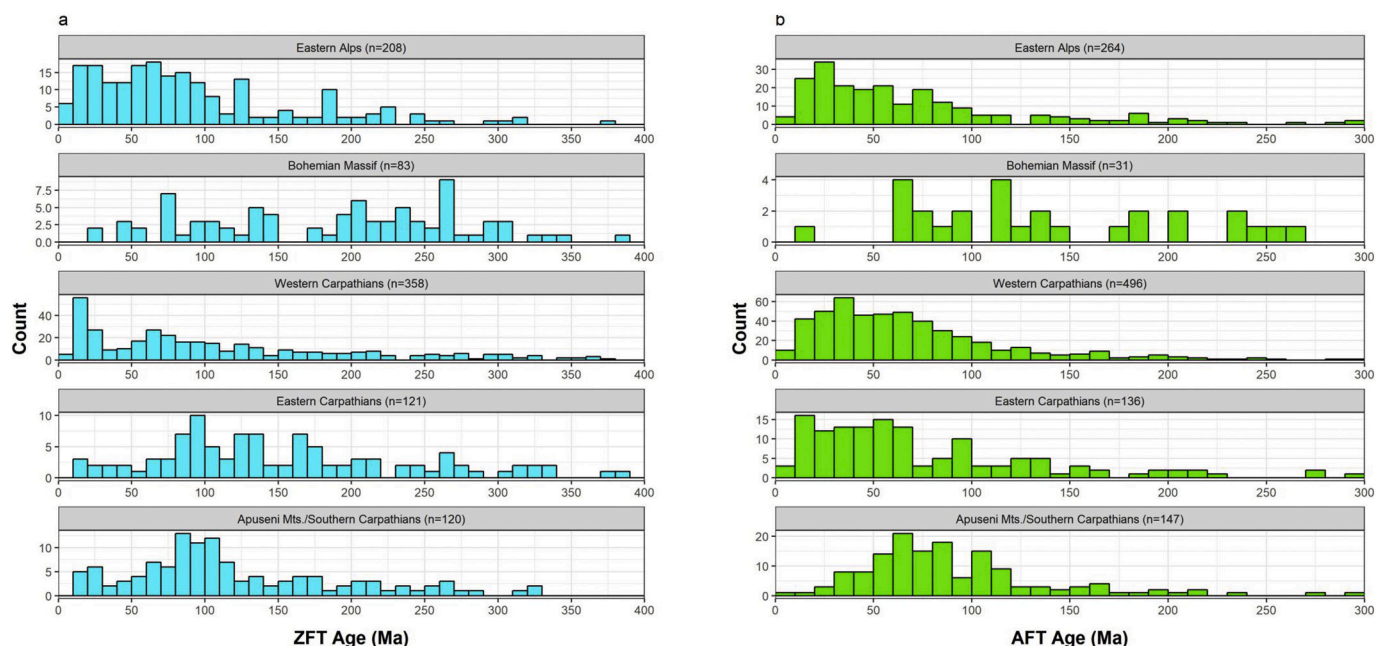 a
Eastern Alps (n=208)
15
10
5
0
0 50 100 150 200 250 300 350 400
Bohemian Massif (n=83)
7.5
5.0
2.5
0.0
0 50 100 150 200 250 300 350 400
Western Carpathians (n=358)
40
20
0
0 50 100 150 200 250 300 350 400
Eastern Carpathians (n=121)
10
5
0
0 50 100 150 200 250 300 350 400
Apuseni Mts./Southern Carpathians (n=120)
10
5
0
0 50 100 150 200 250 300 350 400
Count
ZFT Age (Ma)
b
Eastern Alps (n=264)
30
20
10
0
0 50 100 150 200 250 300
Bohemian Massif (n=31)
4
2
0
0 50 100 150 200 250 300
Western Carpathians (n=496)
60
40
20
0
0 50 100 150 200 250 300
Eastern Carpathians (n=136)
15
10
5
0
0 50 100 150 200 250 300
Apuseni Mts./Southern Carpathians (n=147)
20
10
0
0 50 100 150 200 250 300
Count
AFT Age (Ma)